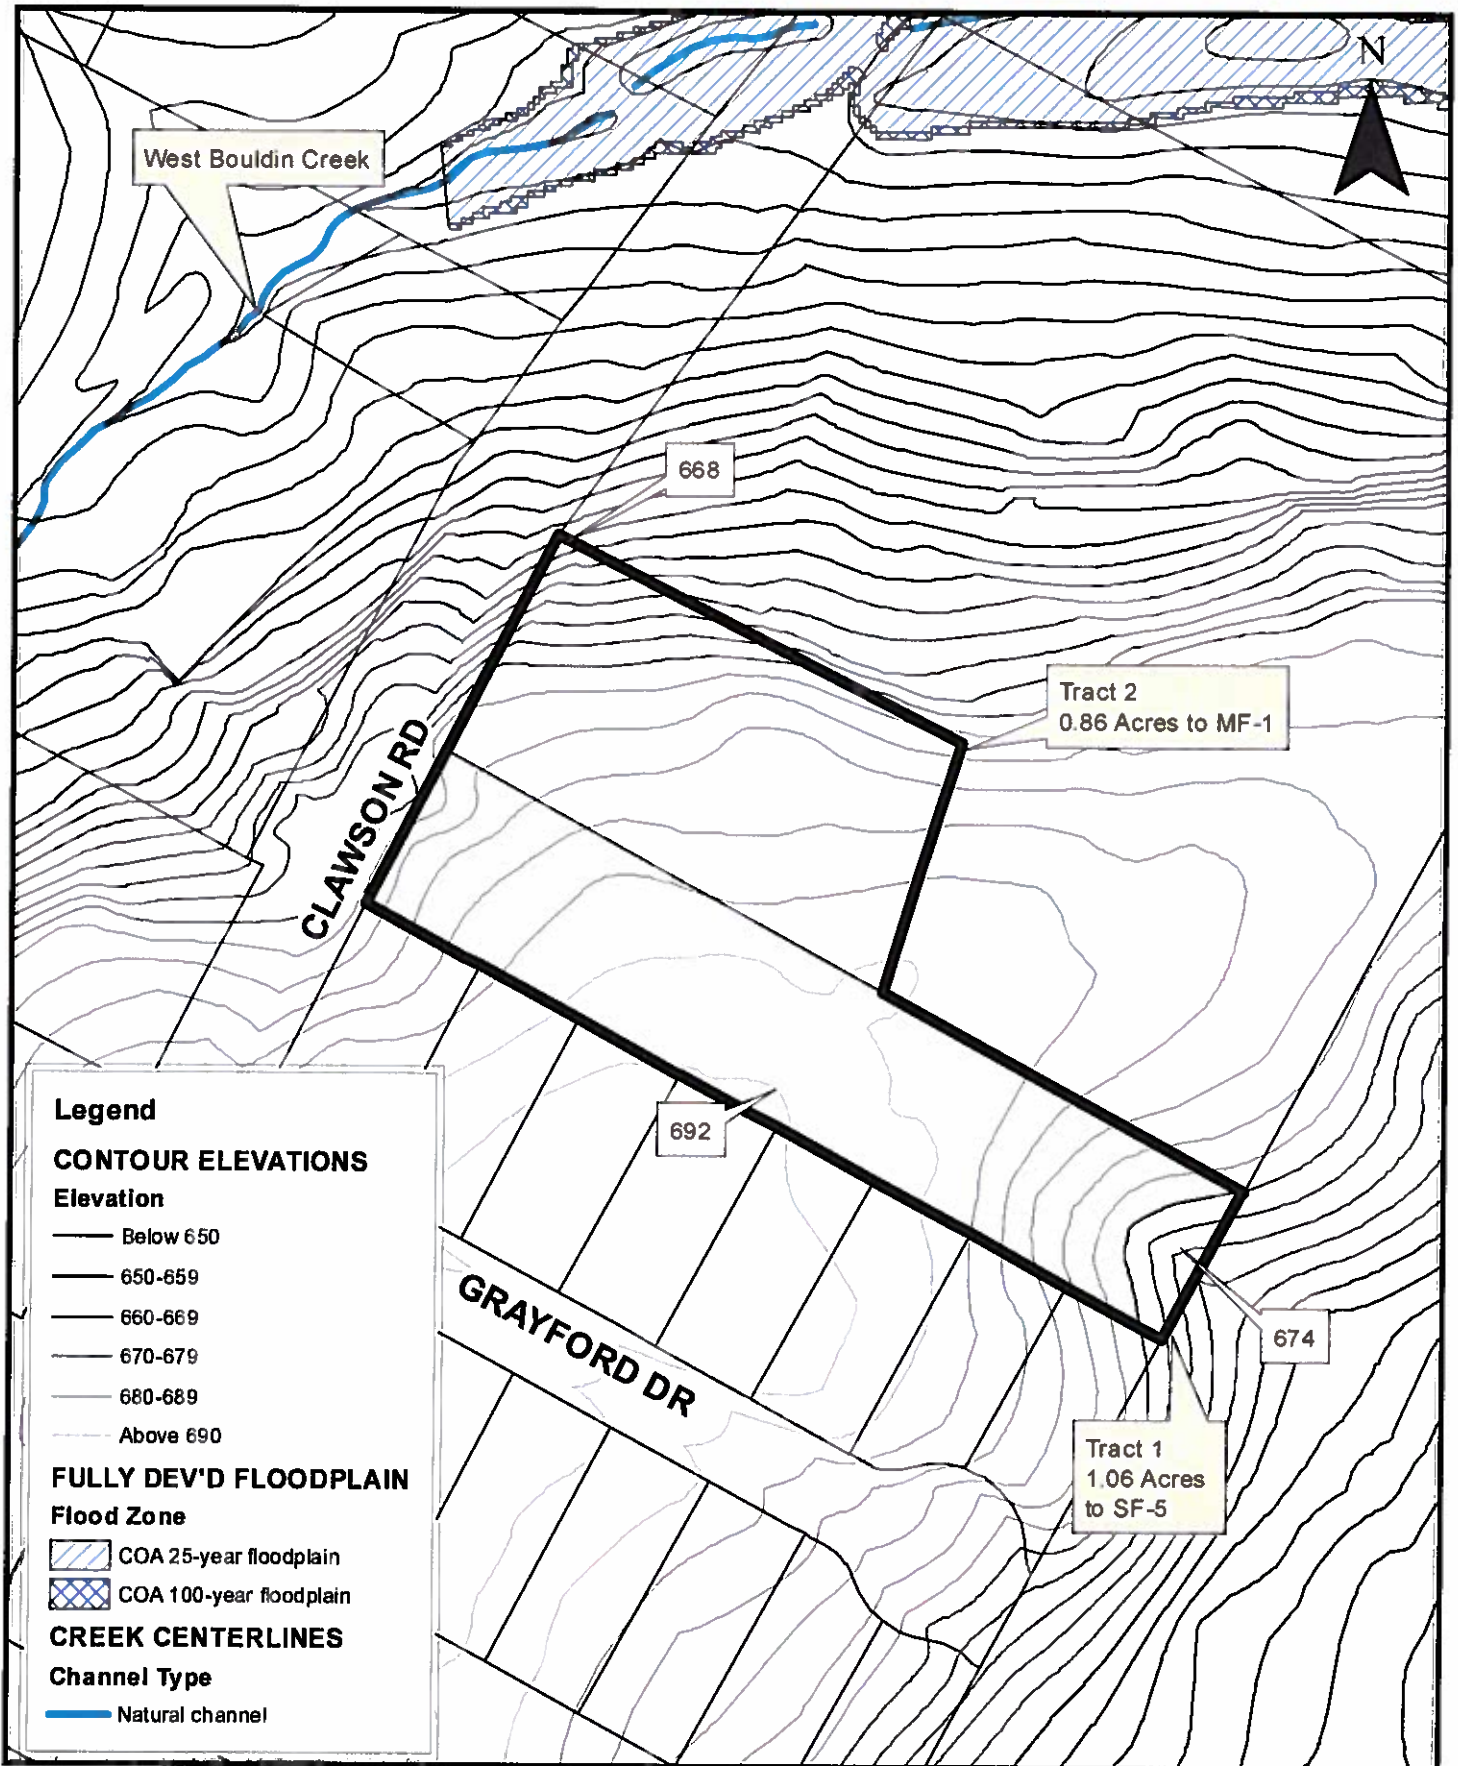 N
West Bouldin Creek
668
Tract 2
0.86 Acres to MF-1
CLAWSON RD
692
674
GRAYFORD DR
Tract 1
1.06 Acres
to SF-5
Legend
CONTOUR ELEVATIONS
Elevation
Below 650
650-659
660-669
670-679
680-689
Above 690
FULLY DEV'D FLOODPLAIN
Flood Zone
COA 25-year floodplain
COA 100-year floodplain
CREEK CENTERLINES
Channel Type
Natural channel